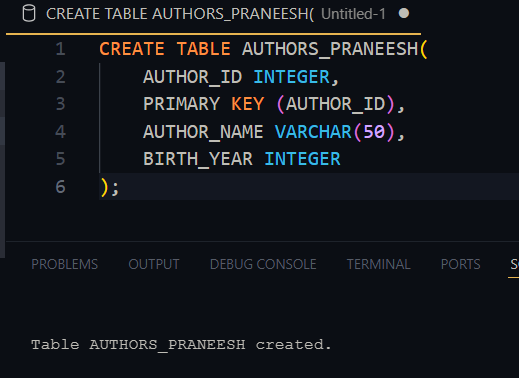 CREATE TABLE AUTHORS_PRANEESH( Untitled-1
1 CREATE TABLE AUTHORS_PRANEESH(
2 AUTHOR_ID INTEGER,
3 PRIMARY KEY (AUTHOR_ID),
4 AUTHOR_NAME VARCHAR(50),
5 BIRTH_YEAR INTEGER
6 );
PROBLEMS OUTPUT DEBUG CONSOLE TERMINAL PORTS
Table AUTHORS_PRANEESH created.